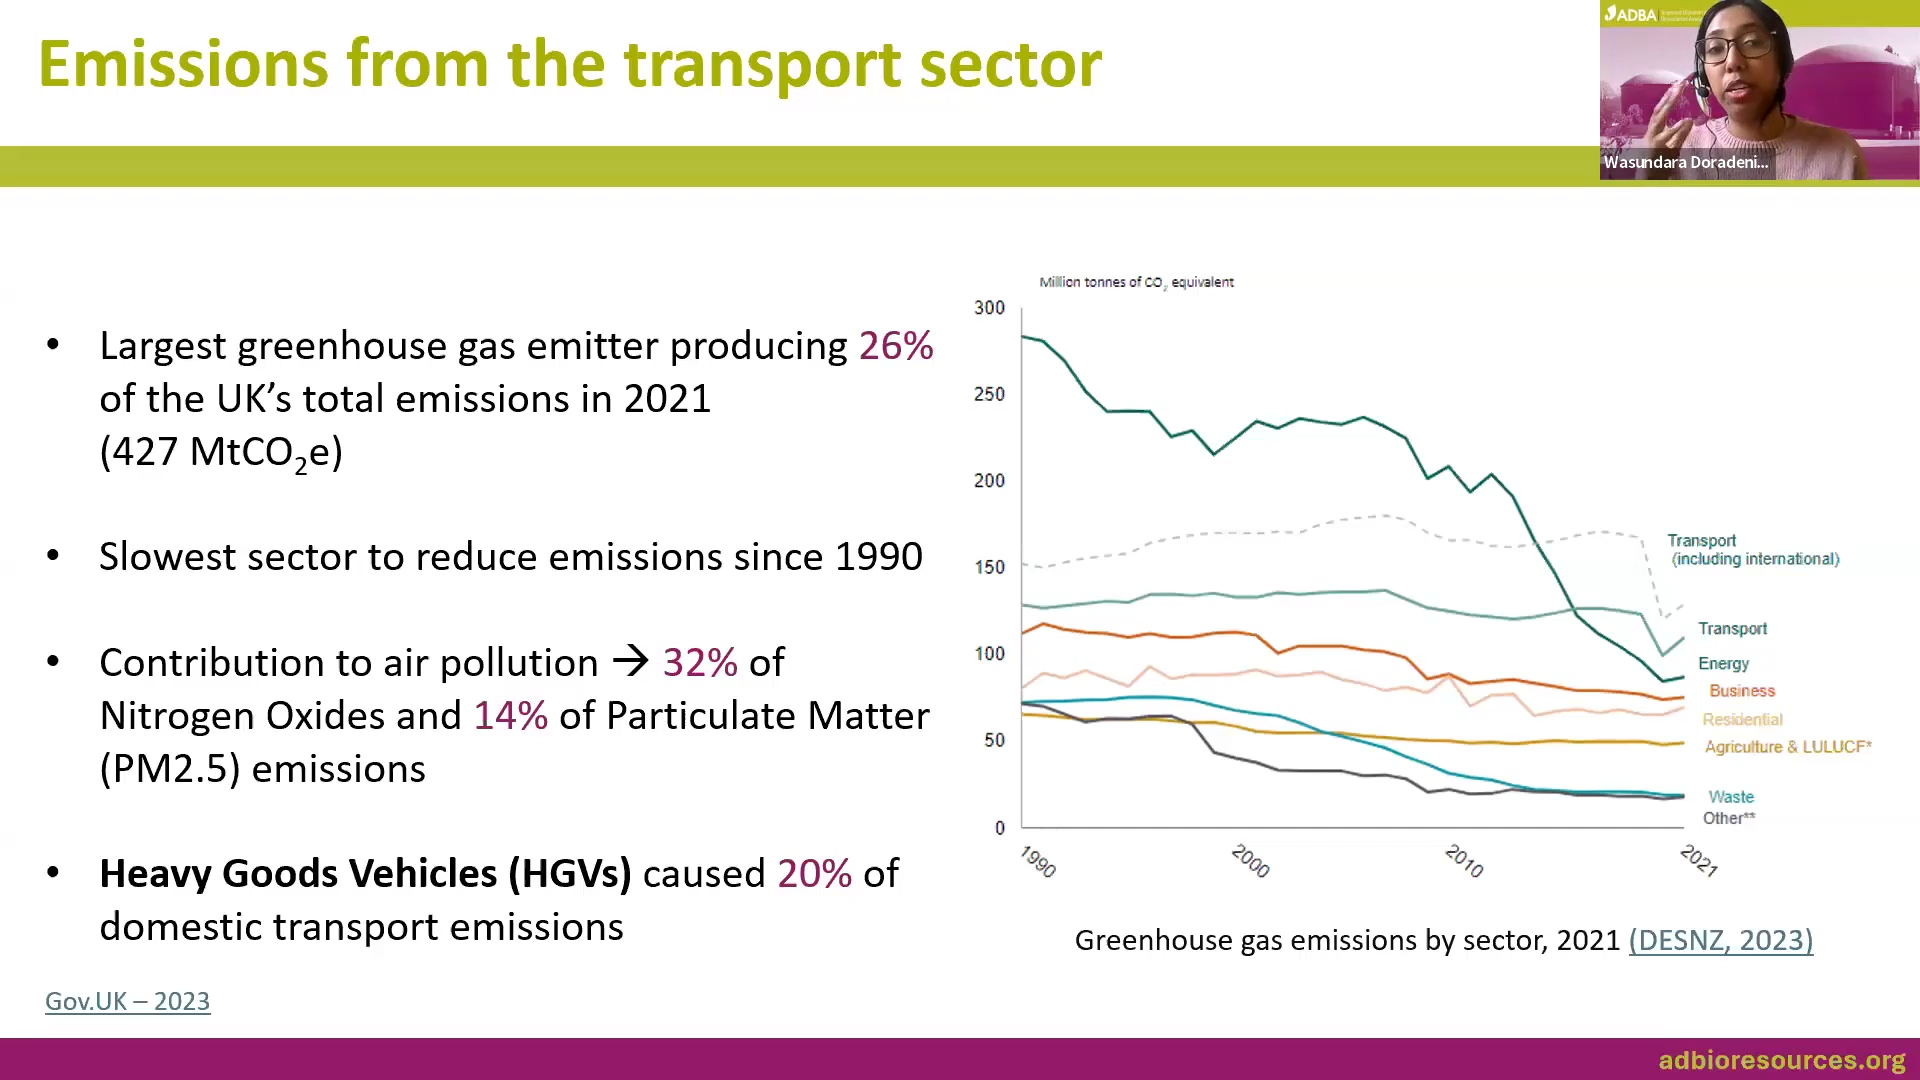 Emissions from the transport sector
ADBA
Wasundara Doradeni...
• Largest greenhouse gas emitter producing 26%
of the UK’s total emissions in 2021
(427 MtCO₂e)
• Slowest sector to reduce emissions since 1990
• Contribution to air pollution → 32% of
Nitrogen Oxides and 14% of Particulate Matter
(PM2.5) emissions
• Heavy Goods Vehicles (HGVs) caused 20% of
domestic transport emissions
Gov.UK – 2023
Million tonnes of CO₂ equivalent
300
250
200
150
100
50
0
1990
2000
2010
2021
Transport
(including international)
Transport
Energy
Business
Residential
Agriculture & LULUCF*
Waste
Other**
Greenhouse gas emissions by sector, 2021 (DESNZ, 2023)
adbioresources.org